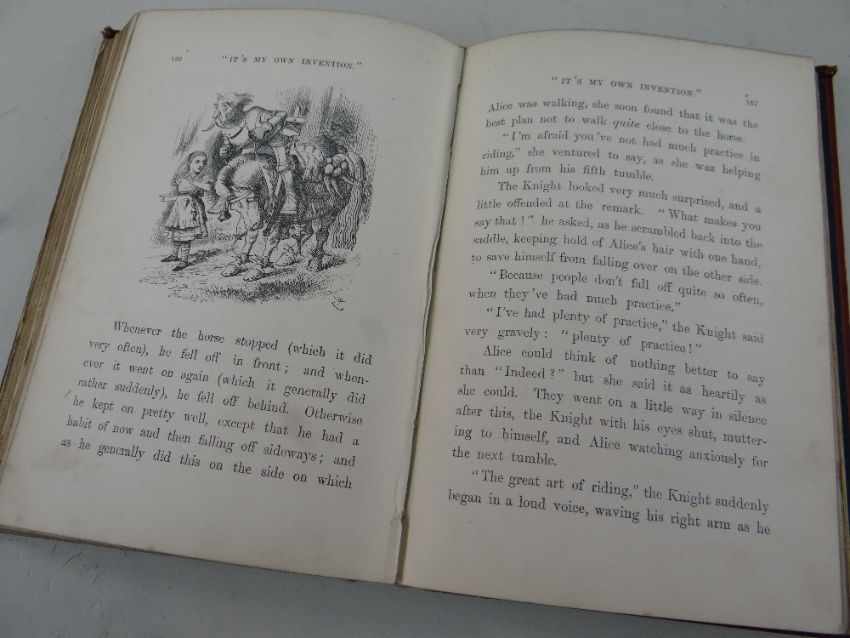 "IT'S MY OWN INVENTION."
Whenever the horse stopped (which it did
very often), he fell off in front; and when-
ever it went on again (which it generally did
rather suddenly), he fell off behind. Otherwise
he kept on pretty well, except that he had a
habit of now and then falling off sideways; and
as he generally did this on the side on which
"IT'S MY OWN INVENTION."
167
Alice was walking, she soon found that it was the
best plan not to walk quite close to the horse.
"I'm afraid you've not had much practice in
riding," she ventured to say, as she was helping
him up from his fifth tumble.
The Knight looked very much surprised, and a
little offended at the remark. "What makes you
say that?" he asked, as he scrambled back into the
saddle, keeping hold of Alice's hair with one hand,
to save himself from falling over on the other side.
"Because people don't fall off quite so often,
when they've had much practice."
"I've had plenty of practice," the Knight said
very gravely: "plenty of practice!"
Alice could think of nothing better to say
than "Indeed?" but she said it as heartily as
she could. They went on a little way in silence
after this, the Knight with his eyes shut, mutter-
ing to himself, and Alice watching anxiously for
the next tumble.
"The great art of riding," the Knight suddenly
began in a loud voice, waving his right arm as he